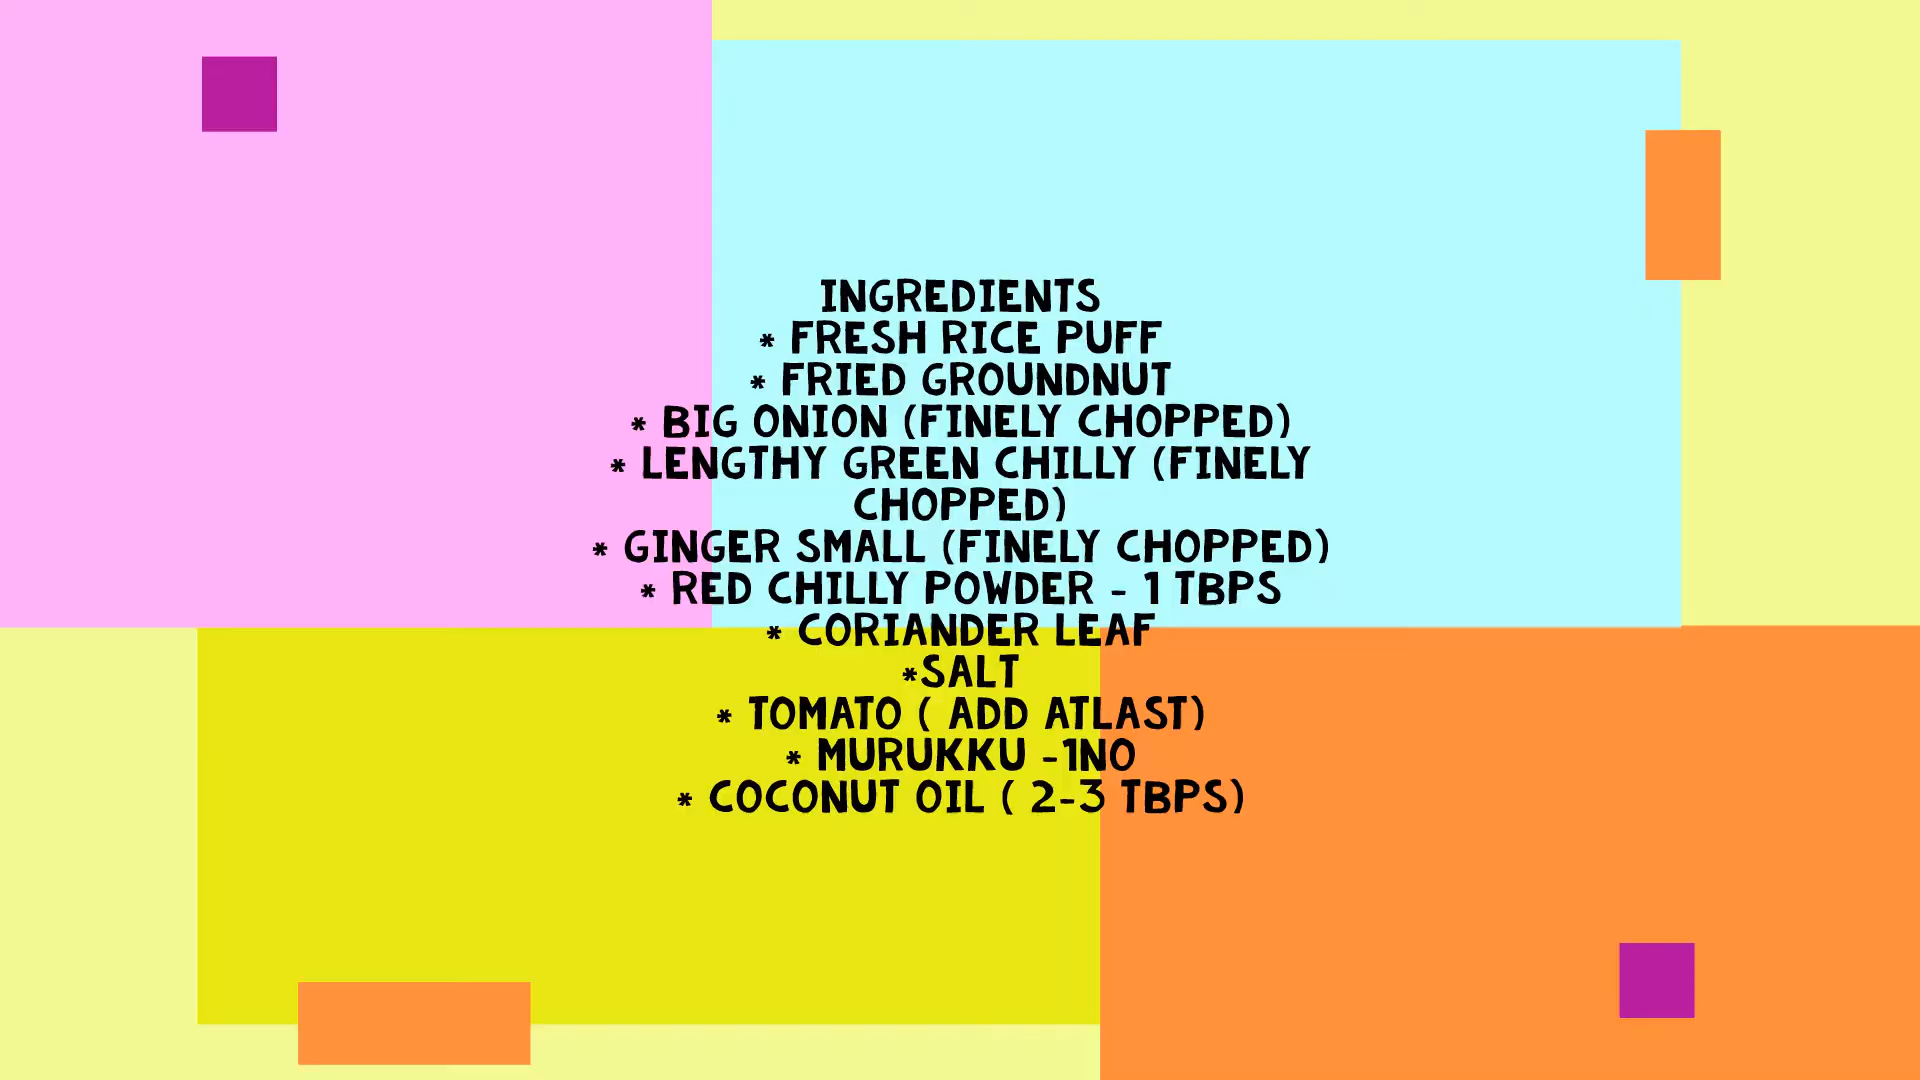 INGREDIENTS
* FRESH RICE PUFF
* FRIED GROUNDNUT
* BIG ONION (FINELY CHOPPED)
* LENGTHY GREEN CHILLY (FINELY
CHOPPED)
* GINGER SMALL (FINELY CHOPPED)
* RED CHILLY POWDER - 1 TBPS
* CORIANDER LEAF
*SALT
* TOMATO ( ADD ATLAST)
* MURUKKU -1NO
* COCONUT OIL ( 2-3 TBPS)